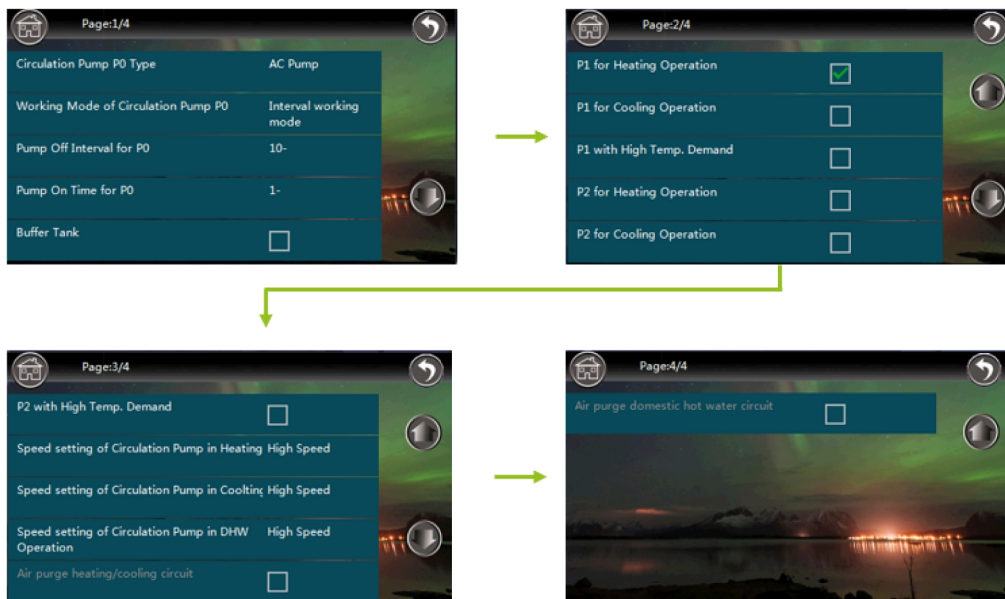 Page:1/4
Circulation Pump P0 Type AC Pump
Working Mode of Circulation Pump P0 Interval working
mode
Pump Off Interval for P0 10-
Pump On Time for P0 1-
Buffer Tank
Page:2/4
P1 for Heating Operation
P1 for Cooling Operation
P1 with High Temp. Demand
P2 for Heating Operation
P2 for Cooling Operation
Page:3/4
P2 with High Temp. Demand
Speed setting of Circulation Pump in Heating High Speed
Speed setting of Circulation Pump in Coolting High Speed
Speed setting of Circulation Pump in DHW High Speed
Operation
Air purge heating/cooling circuit
Page:4/4
Air purge domestic hot water circuit